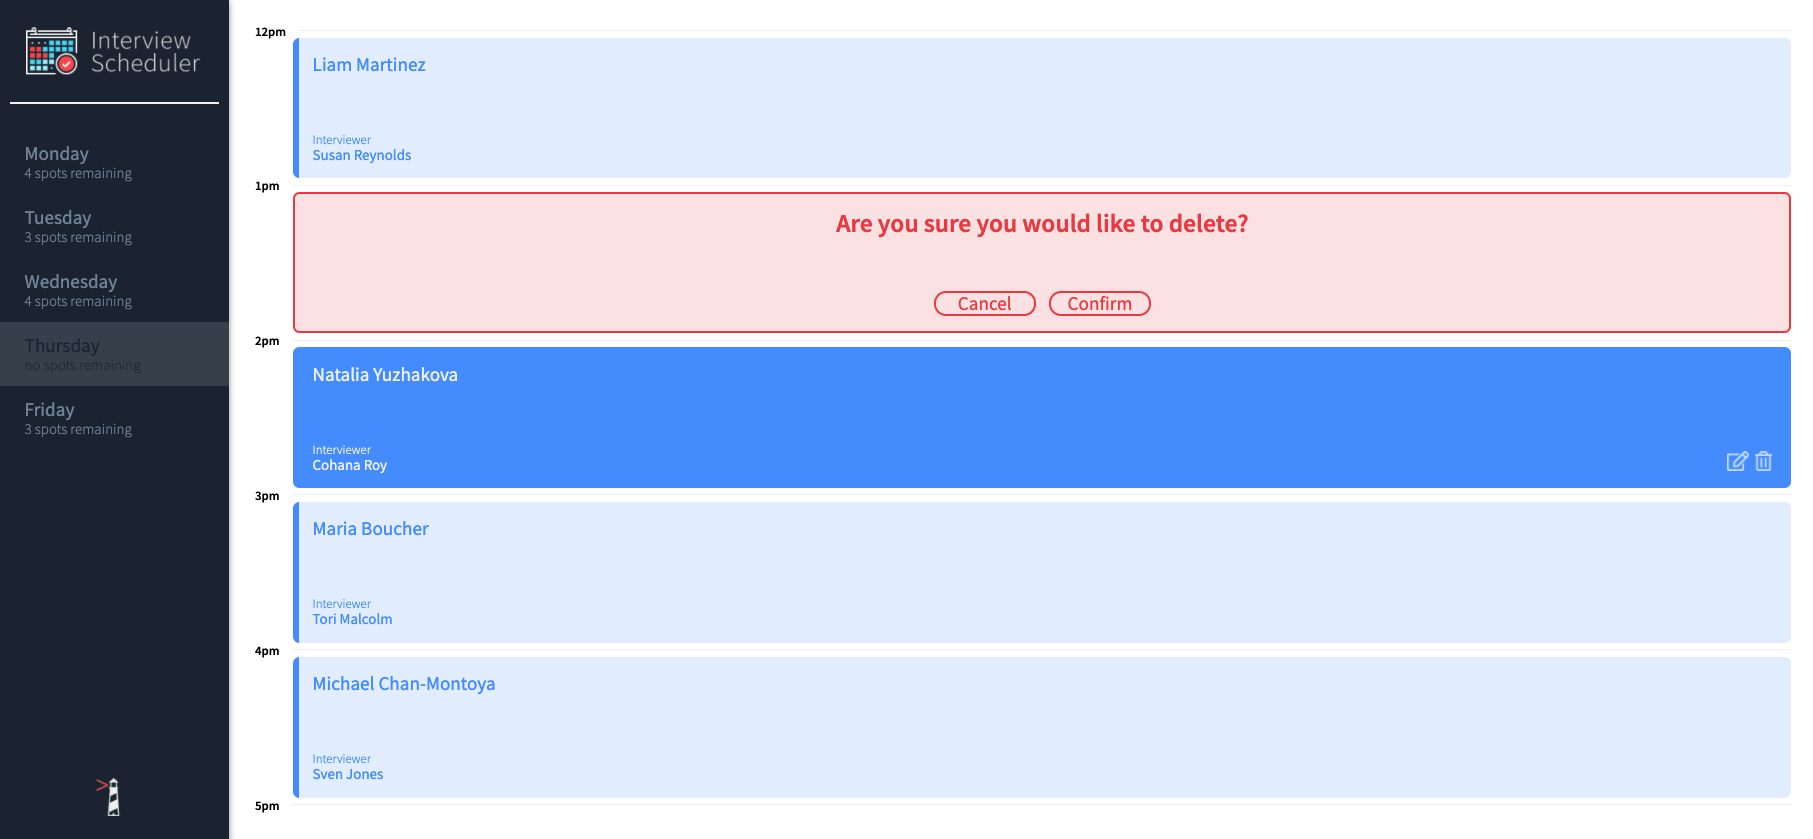 Interview
Scheduler
Monday
4 spots remaining
Tuesday
3 spots remaining
Wednesday
4 spots remaining
Thursday
no spots remaining
Friday
3 spots remaining
12pm
Liam Martinez
Interviewer
Susan Reynolds
1pm
Are you sure you would like to delete?
Cancel Confirm
2pm
Natalia Yuzhakova
Interviewer
Cohana Roy
3pm
Maria Boucher
Interviewer
Tori Malcolm
4pm
Michael Chan-Montoya
Interviewer
Sven Jones
5pm